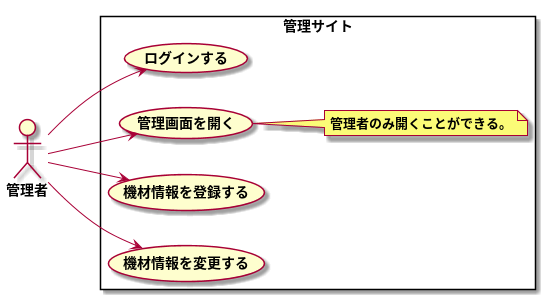 管理サイト
ログインする
管理画面を開く
管理者のみ開くことができる。
管理者
機材情報を登録する
機材情報を変更する